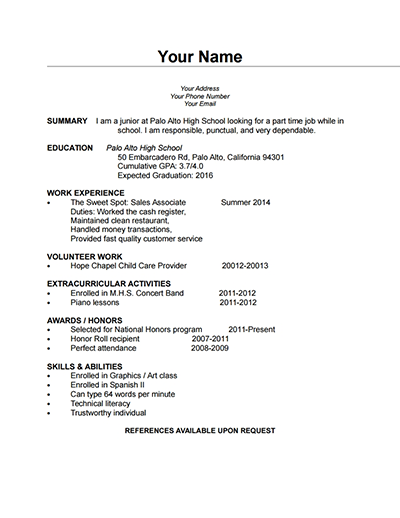 Your Name
Your Address
Your Phone Number
Your Email
SUMMARY I am a junior at Palo Alto High School looking for a part time job while in
school. I am responsible, punctual, and very dependable.
EDUCATION Palo Alto High School
50 Embarcadero Rd, Palo Alto, California 94301
Cumulative GPA: 3.7/4.0
Expected Graduation: 2016
WORK EXPERIENCE
• The Sweet Spot: Sales Associate Summer 2014
Duties: Worked the cash register,
Maintained clean restaurant,
Handled money transactions,
Provided fast quality customer service
VOLUNTEER WORK
• Hope Chapel Child Care Provider 20012-20013
EXTRACURRICULAR ACTIVITIES
• Enrolled in M.H.S. Concert Band 2011-2012
• Piano lessons 2011-2012
AWARDS / HONORS
• Selected for National Honors program 2011-Present
• Honor Roll recipient 2007-2011
• Perfect attendance 2008-2009
SKILLS & ABILITIES
• Enrolled in Graphics / Art class
• Enrolled in Spanish II
• Can type 64 words per minute
• Technical literacy
• Trustworthy individual
REFERENCES AVAILABLE UPON REQUEST